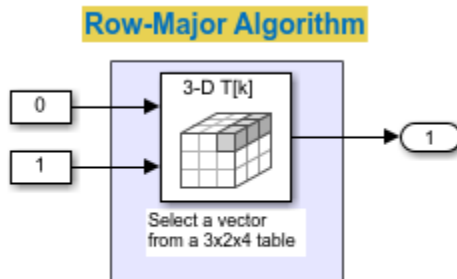 Row-Major Algorithm
3-D T[k]
0
1
1
Select a vector
from a 3x2x4 table